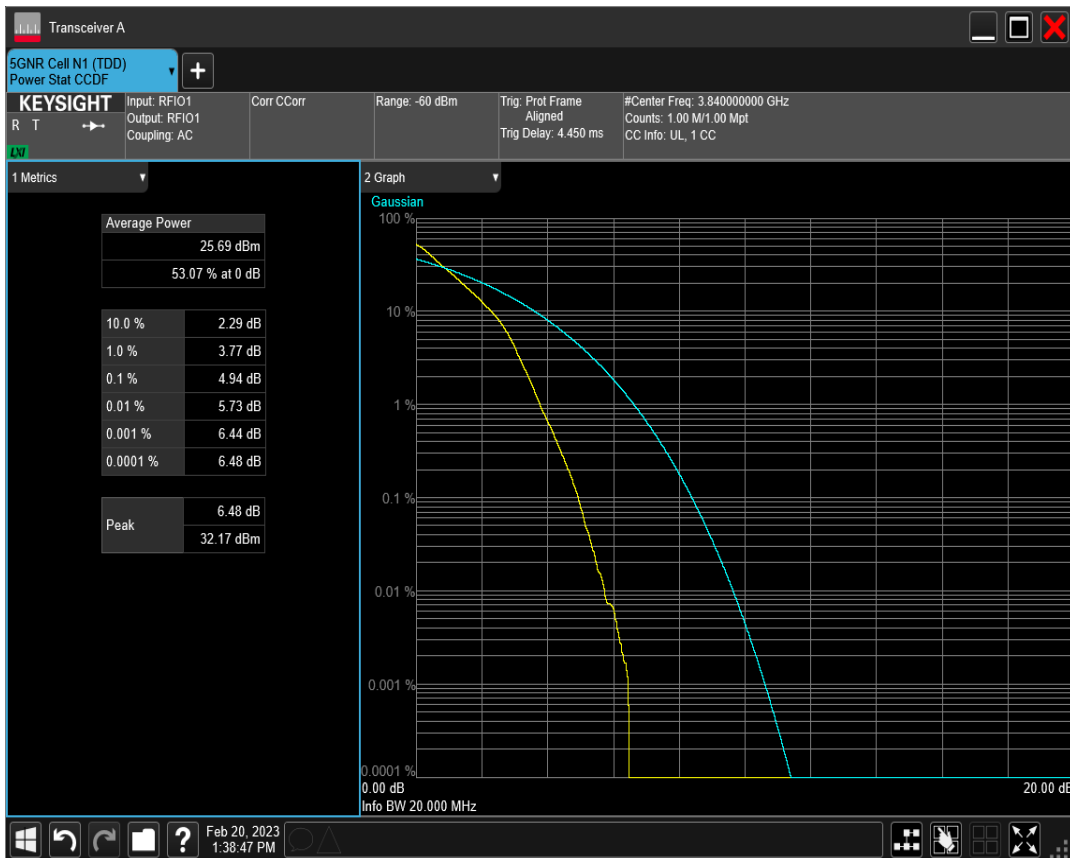 Transceiver A
5GNR Cell N1 (TDD)
Power Stat CCDF
KEYSIGHT
R T
LXI
Input: RFIO1
Output: RFIO1
Coupling: AC
Corr CCorr
Range: -60 dBm
Trig: Prot Frame
Aligned
Trig Delay: 4.450 ms
#Center Freq: 3.840000000 GHz
Counts: 1.00 M/1.00 Mpt
CC Info: UL, 1 CC
1 Metrics
Average Power
25.69 dBm
53.07 % at 0 dB
10.0 % 2.29 dB
1.0 % 3.77 dB
0.1 % 4.94 dB
0.01 % 5.73 dB
0.001 % 6.44 dB
0.0001 % 6.48 dB
Peak
6.48 dB
32.17 dBm
2 Graph
Gaussian
100 %
10 %
1 %
0.1 %
0.01 %
0.001 %
0.0001 %
0.00 dB
20.00 dB
Info BW 20.000 MHz
?
Feb 20, 2023
1:38:47 PM